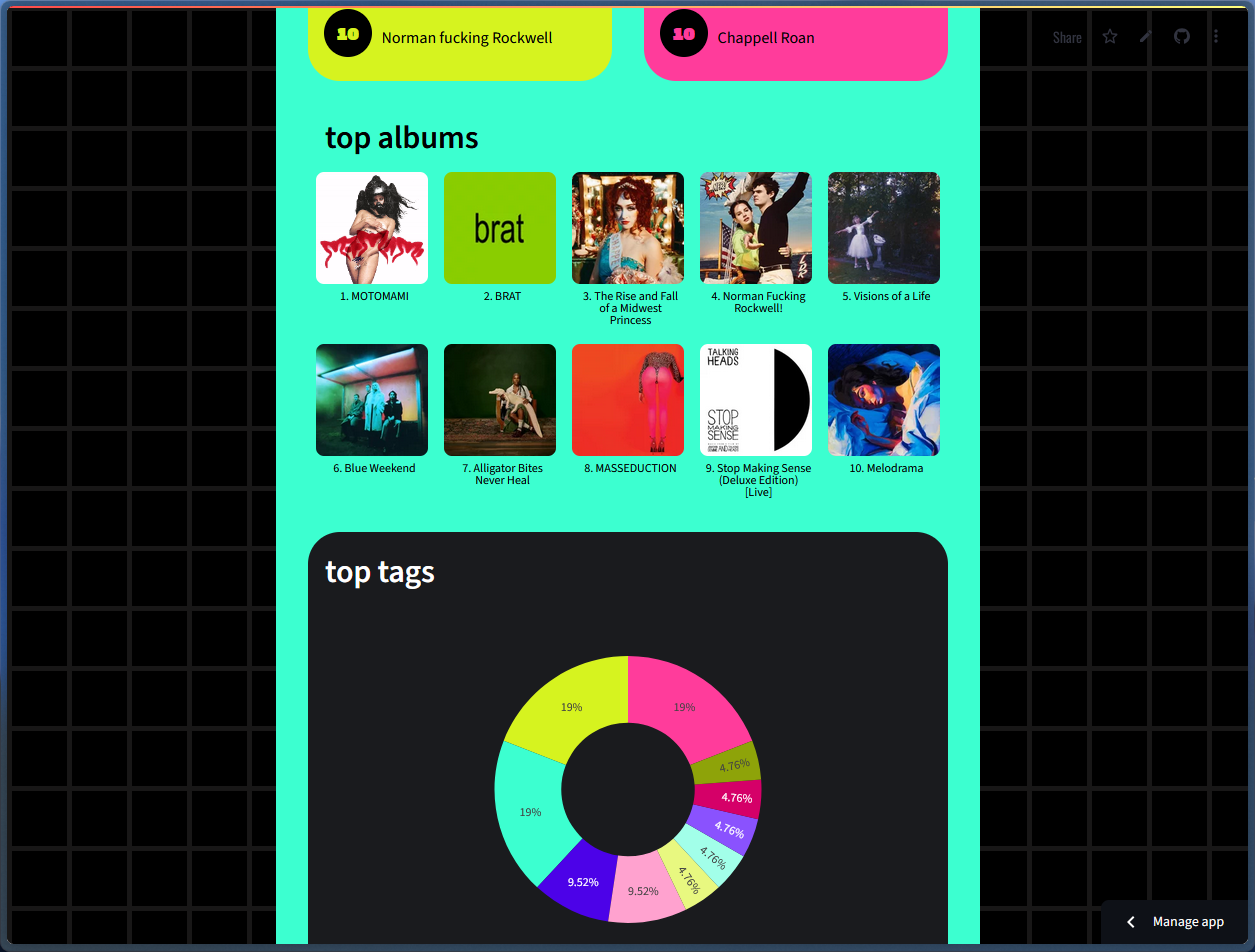 10 Norman fucking Rockwell
10 Chappell Roan
Share
top albums
MOTOMAMI
brat
1. MOTOMAMI
2. BRAT
3. The Rise and Fall
of a Midwest
Princess
4. Norman Fucking
Rockwell!
5. Visions of a Life
TALKING
HEADS
STOP
MAKING
SENSE
LDR
6. Blue Weekend
7. Alligator Bites
Never Heal
8. MASSEDUCTION
9. Stop Making Sense
(Deluxe Edition)
[Live]
10. Melodrama
top tags
19%
19%
4.76%
4.76%
4.76%
4.76%
4.76%
9.52%
9.52%
19%
Manage app